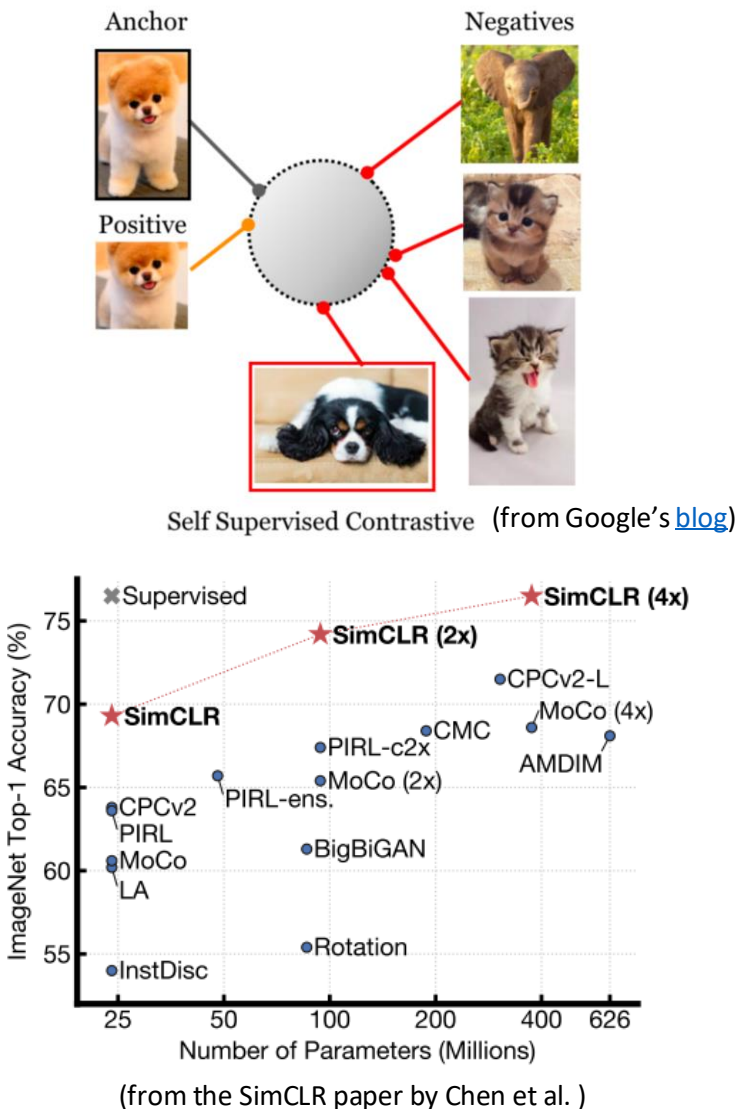 Anchor
Negatives
Positive
Self Supervised Contrastive (from Google's blog)
ImageNet Top-1 Accuracy (%)
75
70
65
60
55
Supervised
SimCLR (4x)
SimCLR (2x)
SimCLR
CPCv2-L
MoCo (4x)
CMC
AMDIM
PIRL-c2x
PIRL-ens.
MoCo (2x)
CPCv2
PIRL
MoCo
LA
BigBiGAN
Rotation
InstDisc
25 50 100 200 400 626
Number of Parameters (Millions)
(from the SimCLR paper by Chen et al. )